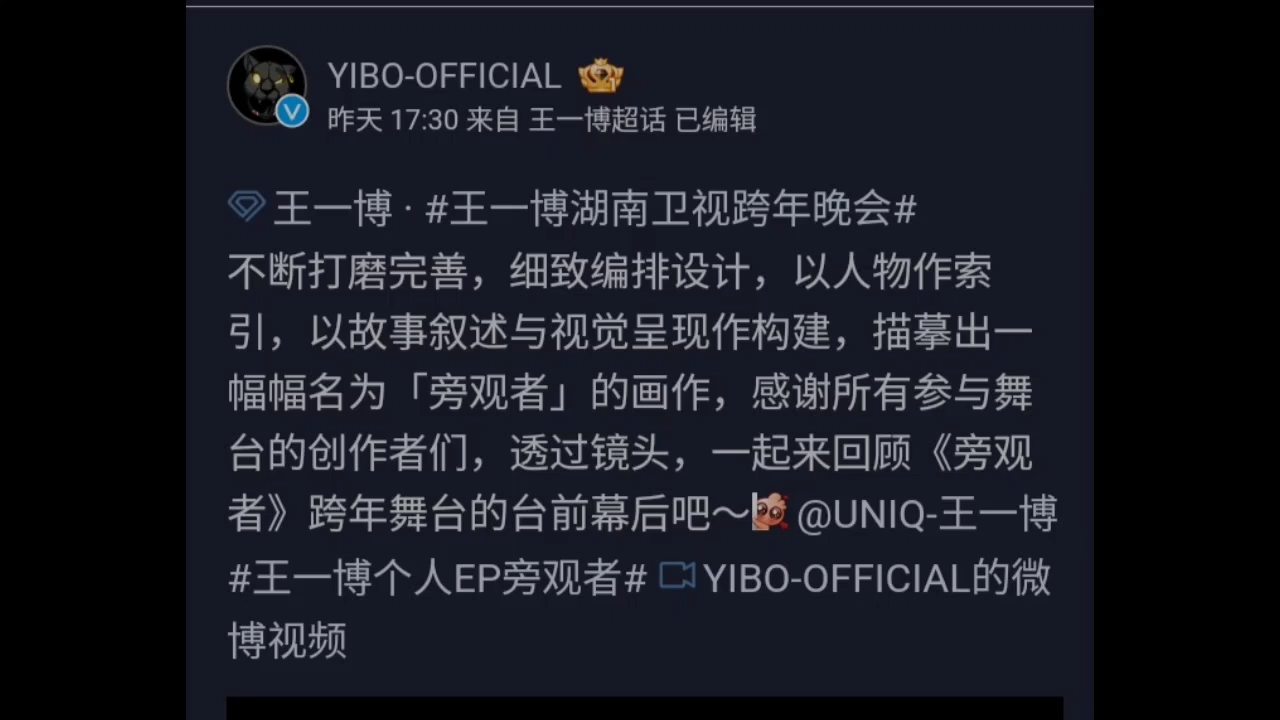 YIBO-OFFICIAL
昨天 17:30 来自 王一博超话 已编辑
王一博 · #王一博湖南卫视跨年晚会#
不断打磨完善，细致编排设计，以人物作索
引，以故事叙述与视觉呈现作构建，描摹出一
幅幅名为「旁观者」的画作，感谢所有参与舞
台的创作者们，透过镜头，一起来回顾《旁观
者》跨年舞台的台前幕后吧～ @UNIQ-王一博
#王一博个人EP旁观者# YIBO-OFFICIAL的微
博视频